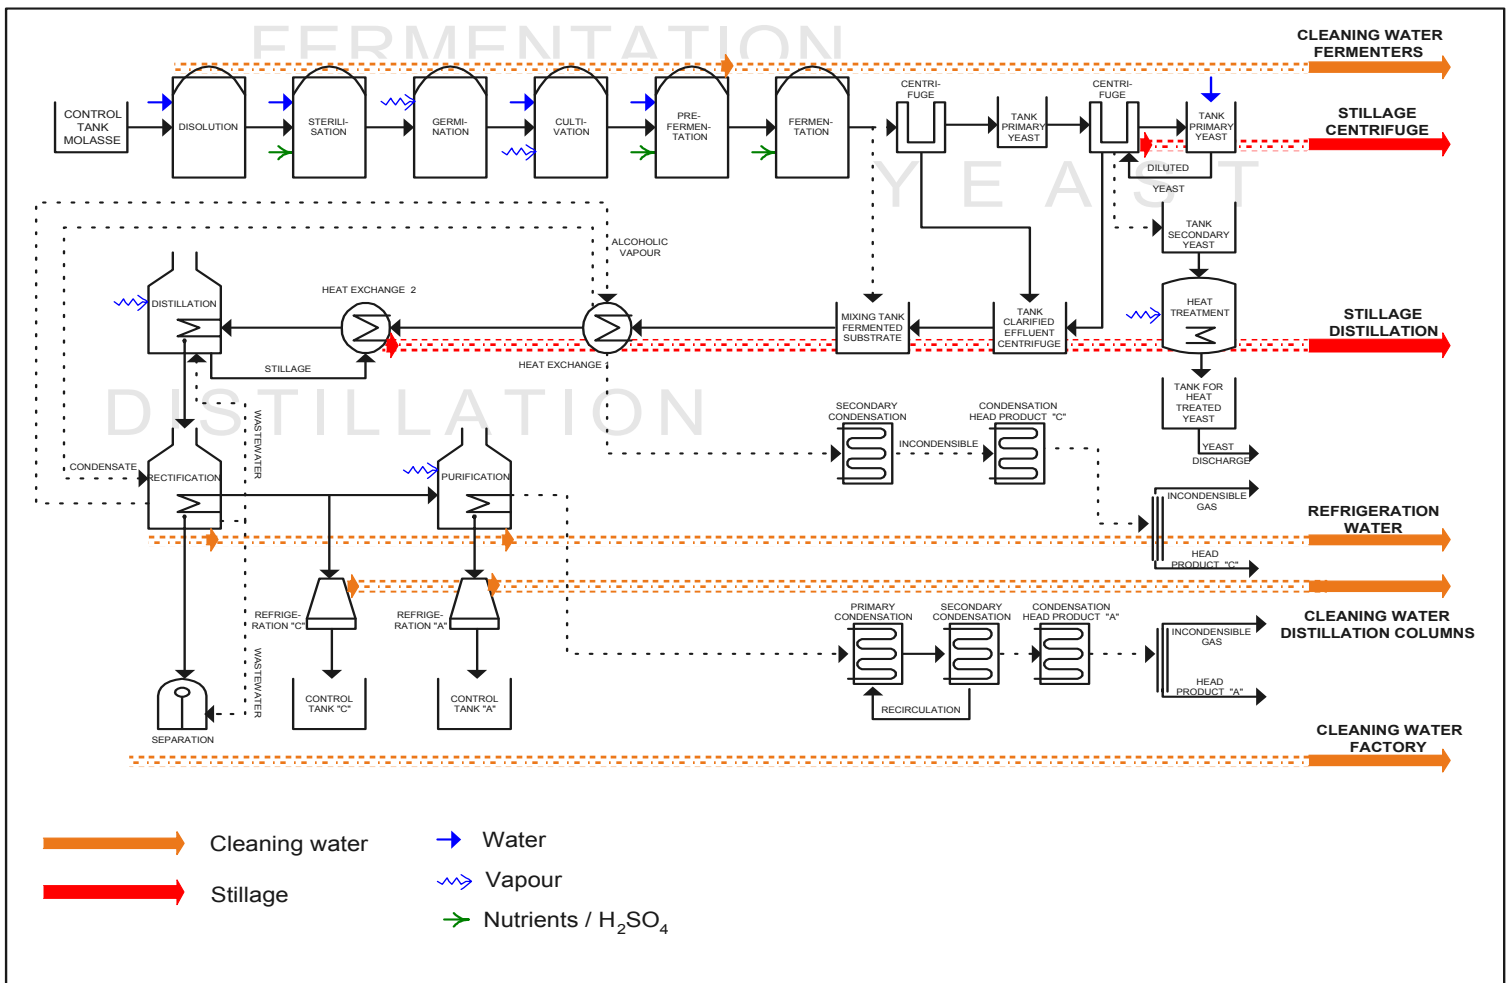 FERMENTATION
CLEANING WATER
FERMENTERS
CONTROL
TANK
MOLASSE
DISOLUTION
STERILI-
SATION
GERMI-
NATION
CULTI-
VATION
PRE-
FERMEN-
TATION
FERMEN-
TATION
CENTRI-
FUGE
TANK
PRIMARY
YEAST
CENTRI-
FUGE
TANK
PRIMARY
YEAST
STILLAGE
CENTRIFUGE
YEAST
DILUTED
YEAST
TANK
SECONDARY
YEAST
ALCOHOLIC
VAPOUR
DISTILLATION
HEAT EXCHANGE 2
HEAT EXCHANGE
MIXING TANK
FERMENTED
SUBSTRATE
TANK
CLARIFIED
EFFLUENT
CENTRIFUGE
HEAT
TREATMENT
STILLAGE
DISTILLATION
STILLAGE
DISTILLATION
TANK FOR
HEAT
TREATED
YEAST
YEAST
DISCHARGE
WASTEWATER
CONDENSATE
RECTIFICATION
PURIFICATION
SECONDARY
CONDENSATION
INCONDENSIBLE
CONDENSATION
HEAD PRODUCT "C"
INCONDENSIBLE
GAS
HEAD
PRODUCT "C"
REFRIGERATION
WATER
REFRIGE-
RATION "C"
REFRIGE-
RATION "A"
WASTEWATER
PRIMARY
CONDENSATION
SECONDARY
CONDENSATION
CONDENSATION
HEAD PRODUCT "A"
RECIRCULATION
INCONDENSIBLE
GAS
HEAD
PRODUCT "A"
CLEANING WATER
DISTILLATION COLUMNS
SEPARATION
CONTROL
TANK "C"
CONTROL
TANK "A"
CLEANING WATER
FACTORY
Cleaning water
Stillage
Water
Vapour
Nutrients / H₂SO₄